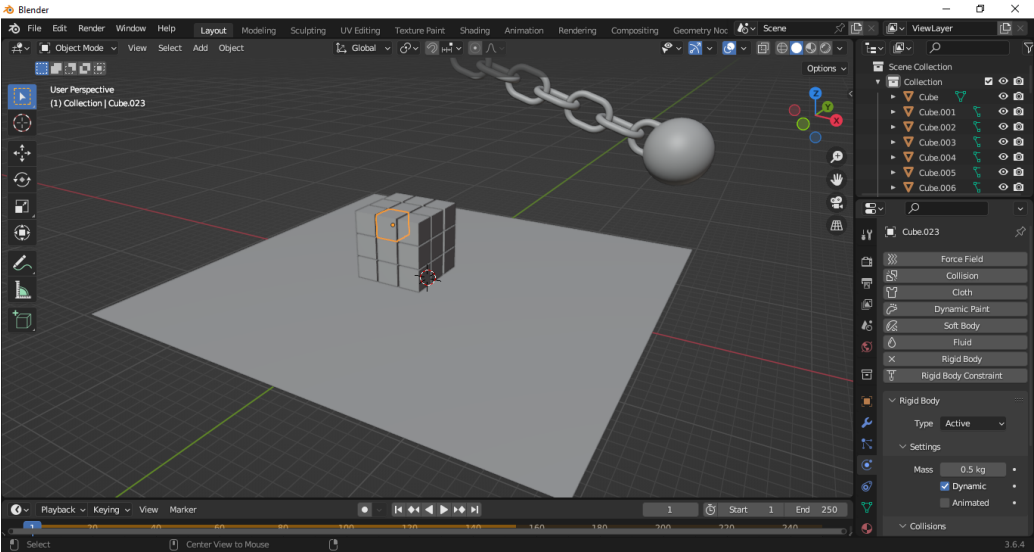 Blender
File Edit Render Window Help Layout Modeling Sculpting UV Editing Texture Paint Shading Animation Rendering Compositing Geometry Noc Scene ViewLayer
Object Mode View Select Add Object Global
Options
User Perspective
(1) Collection | Cube.023
Z
Y
X
Scene Collection
Collection
Cube
Cube.001
Cube.002
Cube.003
Cube.004
Cube.005
Cube.006
Cube.023
Force Field
Collision
Cloth
Dynamic Paint
Soft Body
Fluid
Rigid Body
Rigid Body Constraint
Rigid Body
Type Active
Settings
Mass 0.5 kg
Dynamic
Animated
Collisions
Playback Keying View Marker 1 Start 1 End 250
1 20 40 60 80 100 120 140 160 180 200 220 240
Select Center View to Mouse 3.6.4